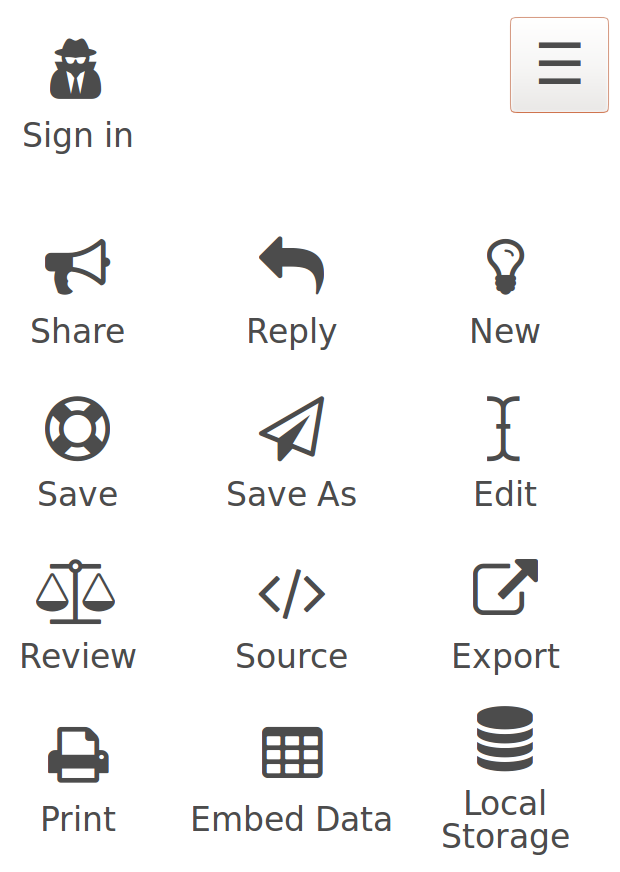 Sign in
Share
Reply
New
Save
Save As
Edit
Review
Source
Export
Print
Embed Data
Local
Storage